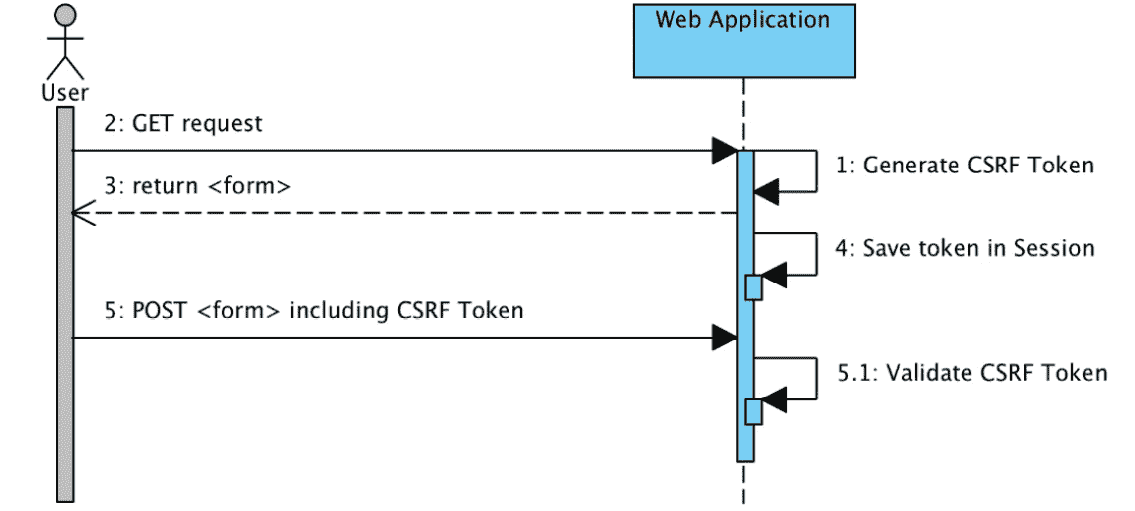 Web Application
User
2: GET request
1: Generate CSRF Token
3: return <form>
4: Save token in Session
5: POST <form> including CSRF Token
5.1: Validate CSRF Token